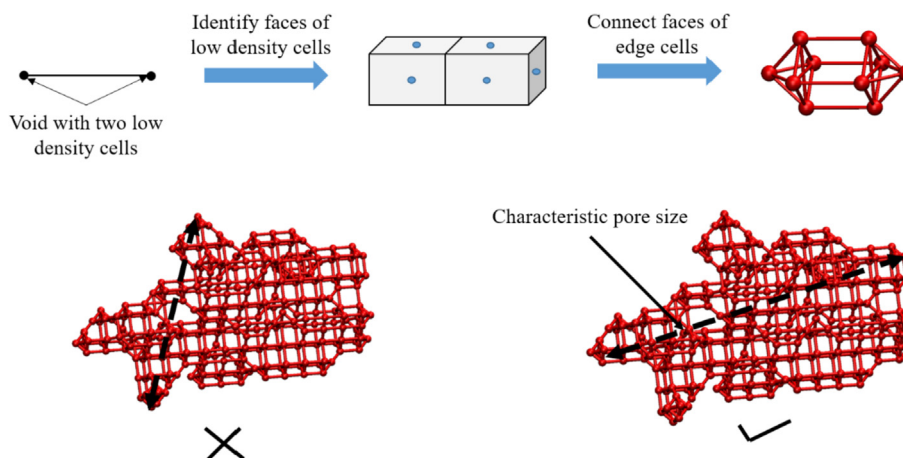 Identify faces of
low density cells
Connect faces of
edge cells
Void with two low
density cells
Characteristic pore size